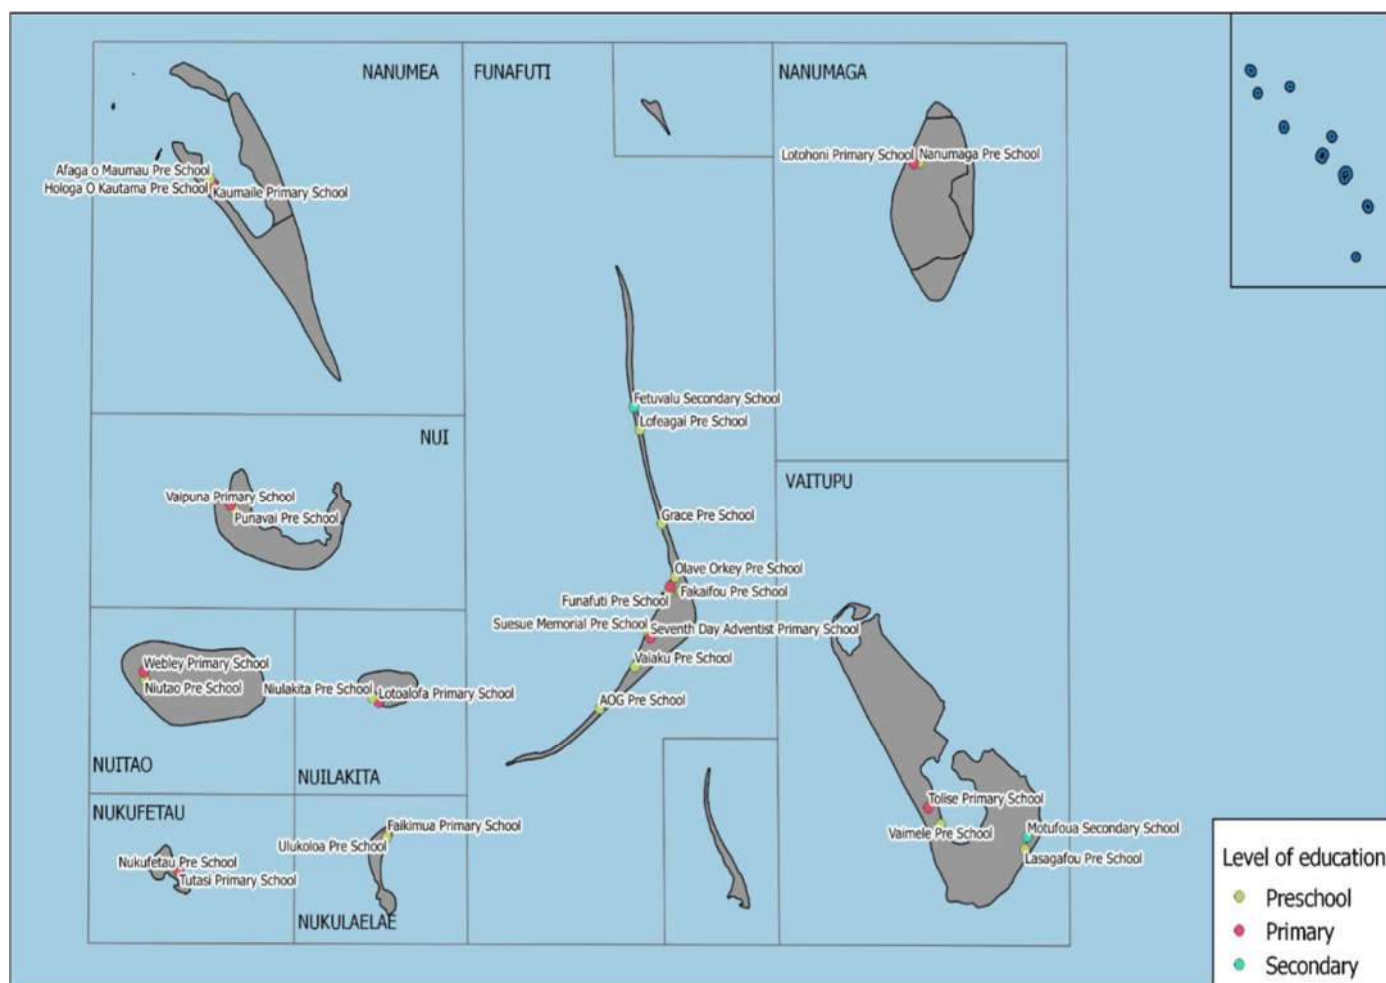 NANUMEA
Afaga o Maumau Pre School
Hologa O Kautama Pre School
Kaumaile Primary School
FUNAFUTI
Fetuvalu Secondary School
Lofeagai Pre School
Grace Pre School
Olave Orkey Pre School
Fakaifou Pre School
Funafuti Pre School
Suesue Memorial Pre School
Seventh Day Adventist Primary School
Vaiaku Pre School
AOG Pre School
NANUMAGA
Lotohoni Primary School
Nanumaga Pre School
NUI
Vaipuna Primary School
Punavai Pre School
VAITUPU
Tolise Primary School
Vaimele Pre School
Motufoua Secondary School
Lasagafou Pre School
Webley Primary School
Niutao Pre School
NUITAO
Niulakita Pre School
Lotoalofa Primary School
NUILAKITA
NUKUFETAU
Nukufetau Pre School
Tutasi Primary School
Faikimua Primary School
Ulukoloa Pre School
NUKULAELAE
Level of education
Preschool
Primary
Secondary